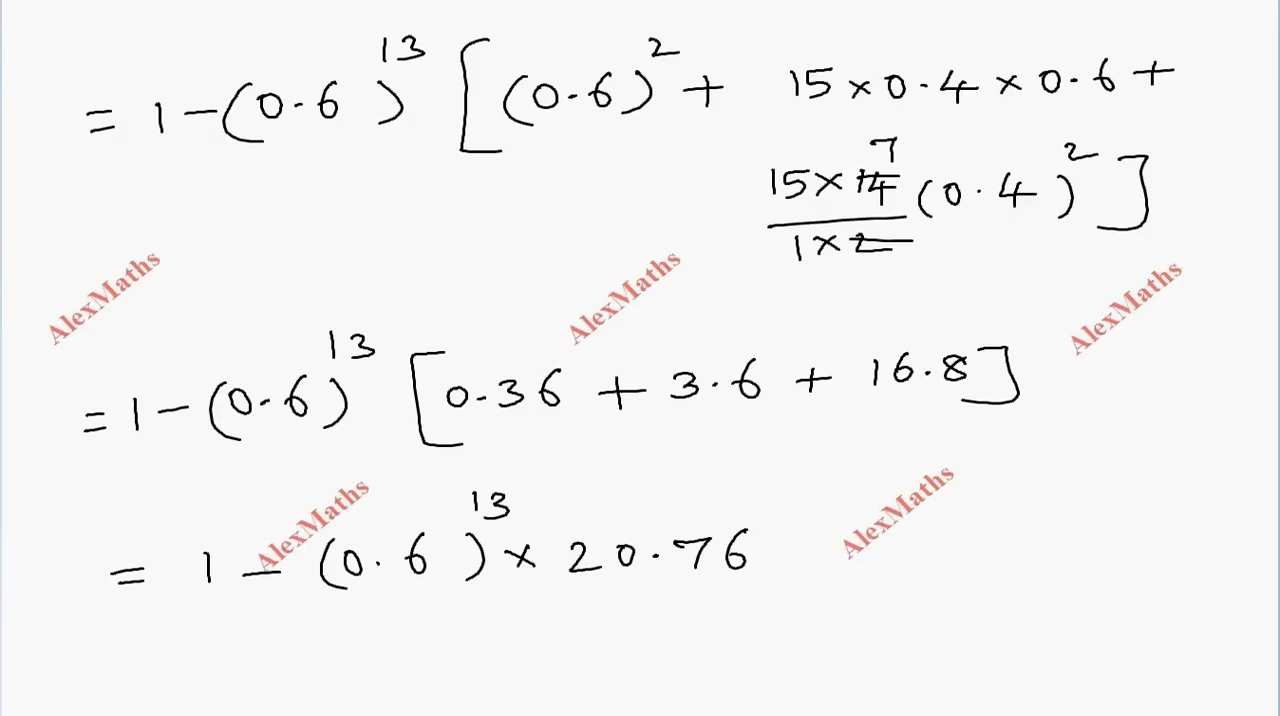 = 1 - (0.6)^13 [(0.6)^2 + 15 × 0.4 × 0.6 +
7
15 × 14 / 1 × 2 (0.4)^2]
AlexMaths AlexMaths AlexMaths
= 1 - (0.6)^13 [0.36 + 3.6 + 16.8]
AlexMaths AlexMaths
= 1 - (0.6)^13 × 20.76